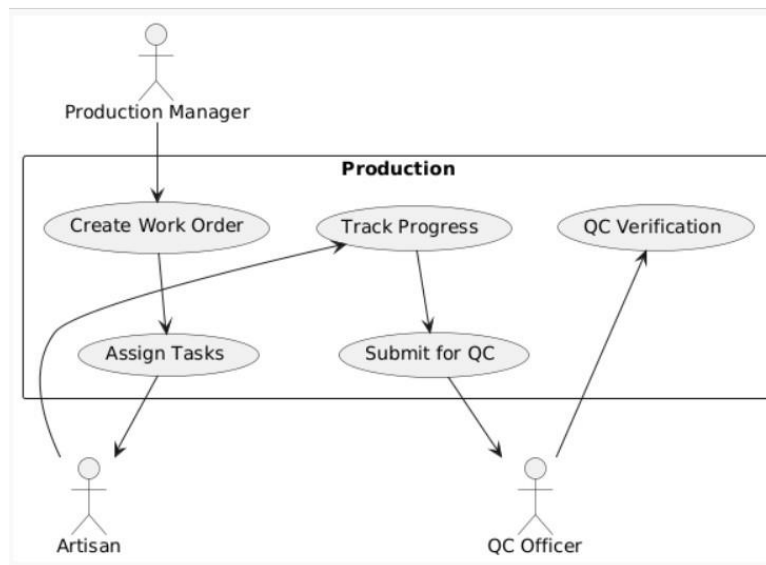 Production Manager
Production
Create Work Order
Track Progress
QC Verification
Assign Tasks
Submit for QC
Artisan
QC Officer